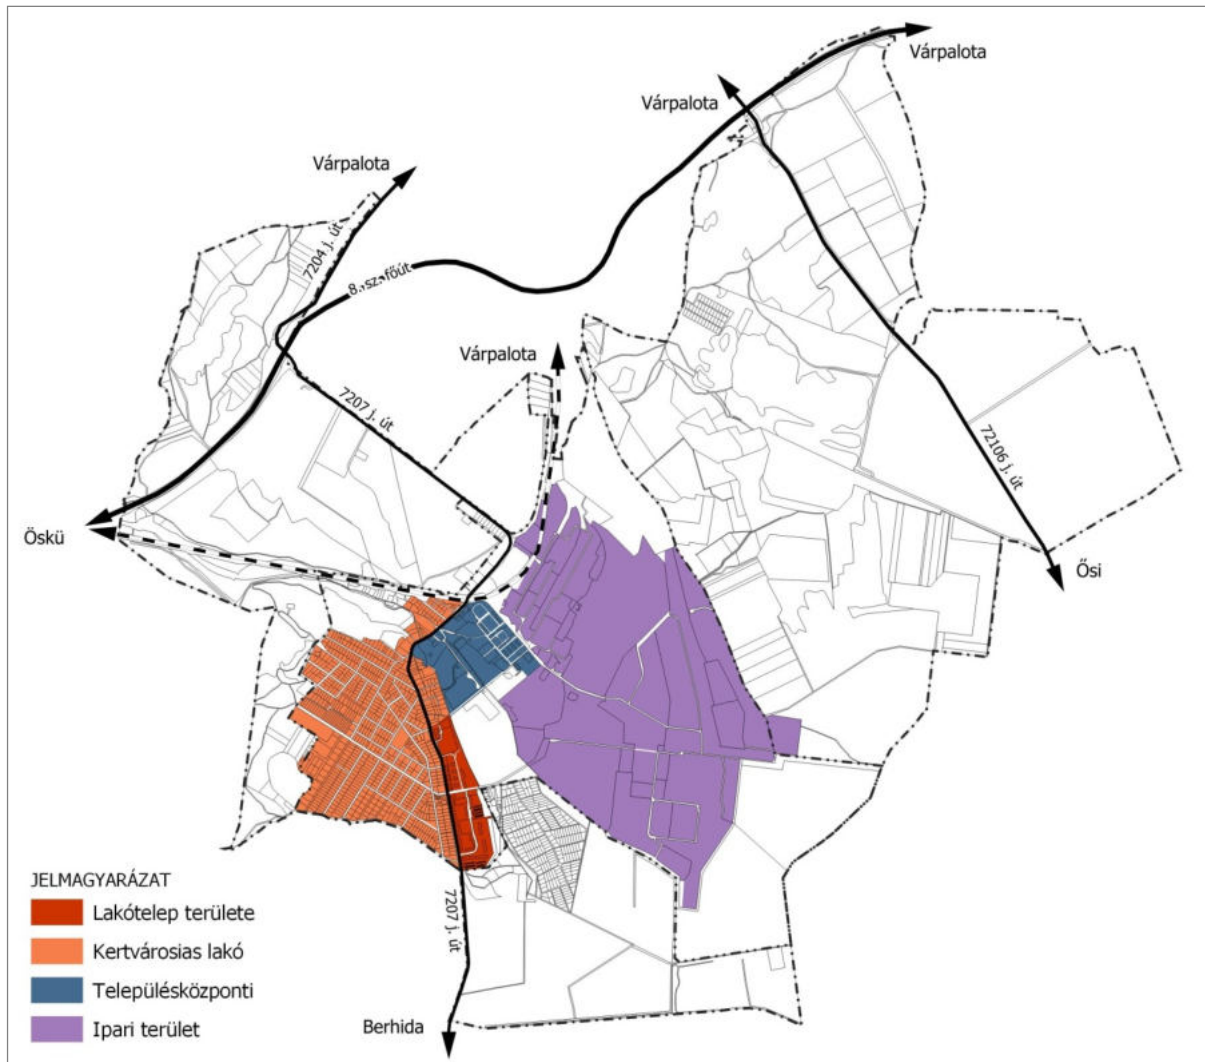 Várpalota
Várpalota
Várpalota
7204 j. út
8. sz. főút
Várpalota
7207 j. út
72106 j. út
Öskü
Ősi
JELMAGYARÁZAT
Lakótelep területe
Kertvárosias lakó
Településközponti
Ipari terület
7207 j. út
Berhida